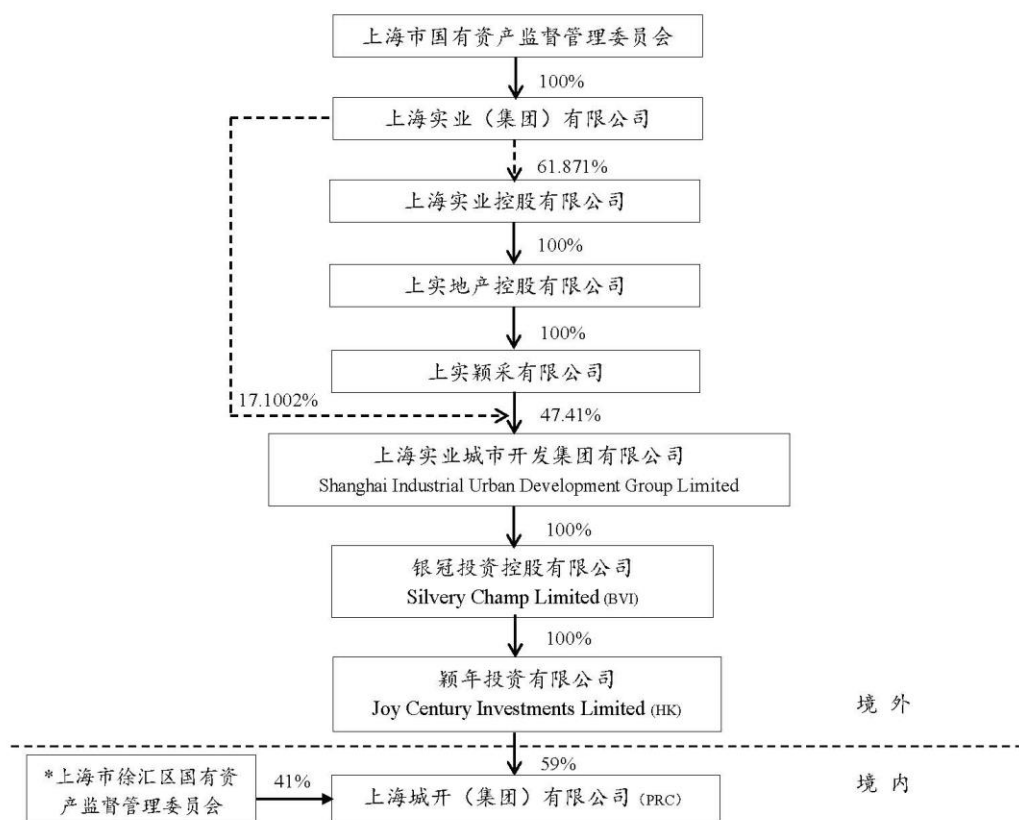 上海市国有资产监督管理委员会
100%
上海实业（集团）有限公司
61.871%
上海实业控股有限公司
100%
上实地产控股有限公司
100%
上实颖采有限公司
17.1002%
47.41%
上海实业城市开发集团有限公司
Shanghai Industrial Urban Development Group Limited
100%
银冠投资控股有限公司
Silvery Champ Limited (BVI)
100%
颖年投资有限公司
Joy Century Investments Limited (HK)
境 外
59%
*上海市徐汇区国有资
产监督管理委员会
41%
上海城开（集团）有限公司 (PRC)
境 内